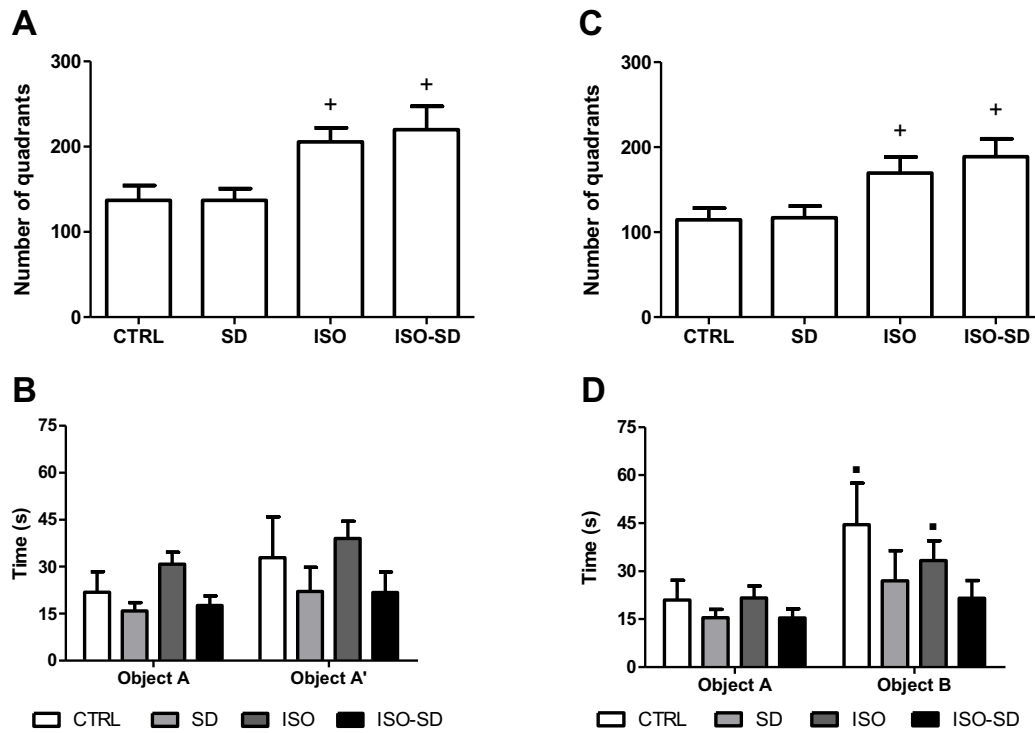 A
Number of quadrants
300
200
100
0
+
+
CTRL SD ISO ISO-SD
B
Time (s)
75
60
45
30
15
0
Object A Object A'
CTRL SD ISO ISO-SD
C
Number of quadrants
300
200
100
0
+
+
CTRL SD ISO ISO-SD
D
Time (s)
75
60
45
30
15
0
Object A Object B
CTRL SD ISO ISO-SD